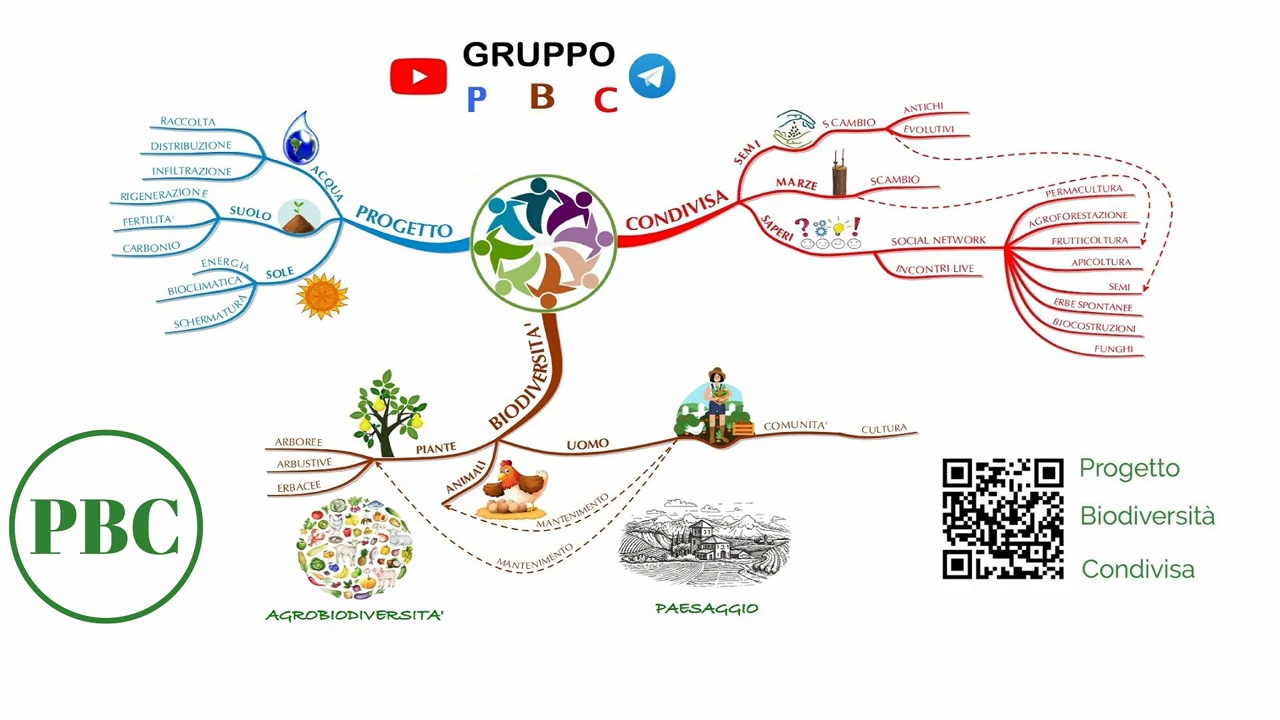 GRUPPO
P B C
PROGETTO
ACQUA
RACCOLTA
DISTRIBUZIONE
INFILTRAZIONE
SUOLO
RIGENERAZIONE
FERTILITA'
CARBONIO
SOLE
ENERGIA
BIOCLIMATICA
SCHERMATURA
CONDIVISA
SEMI
SCAMBIO
ANTICHI
EVOLUTIVI
MARZE
SCAMBIO
SAPERI
SOCIAL NETWORK
INCONTRI LIVE
PERMACULTURA
AGROFORESTAZIONE
FRUTTICOLTURA
APICOLTURA
SEMI
ERBE SPONTANEE
BIOCOSTRUZIONI
FUNGHI
BIODIVERSITA'
PIANTE
ARBOREE
ARBUSTIVE
ERBACEE
ANIMALI
UOMO
COMUNITA'
CULTURA
MANTENIMENTO
MANTENIMENTO
AGROBIODIVERSITA'
PAESAGGIO
PBC
Progetto
Biodiversità
Condivisa